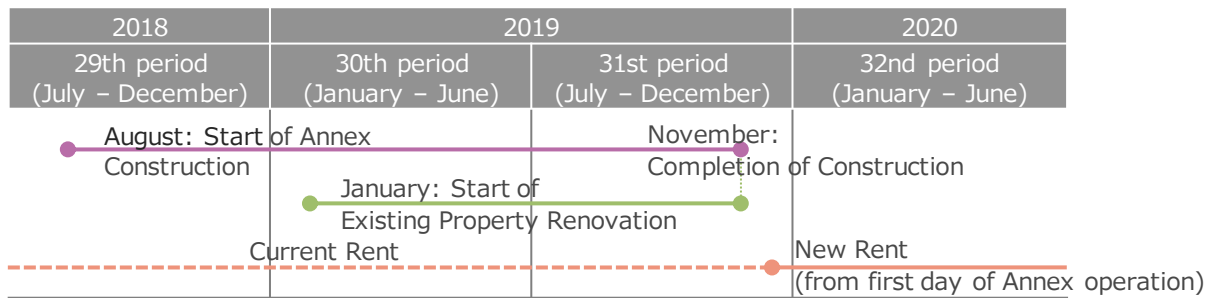 2018
2019
2020
29th period
(July – December)
30th period
(January – June)
31st period
(July – December)
32nd period
(January – June)
August: Start of Annex
Construction
November:
Completion of Construction
January: Start of
Existing Property Renovation
Current Rent
New Rent
(from first day of Annex operation)